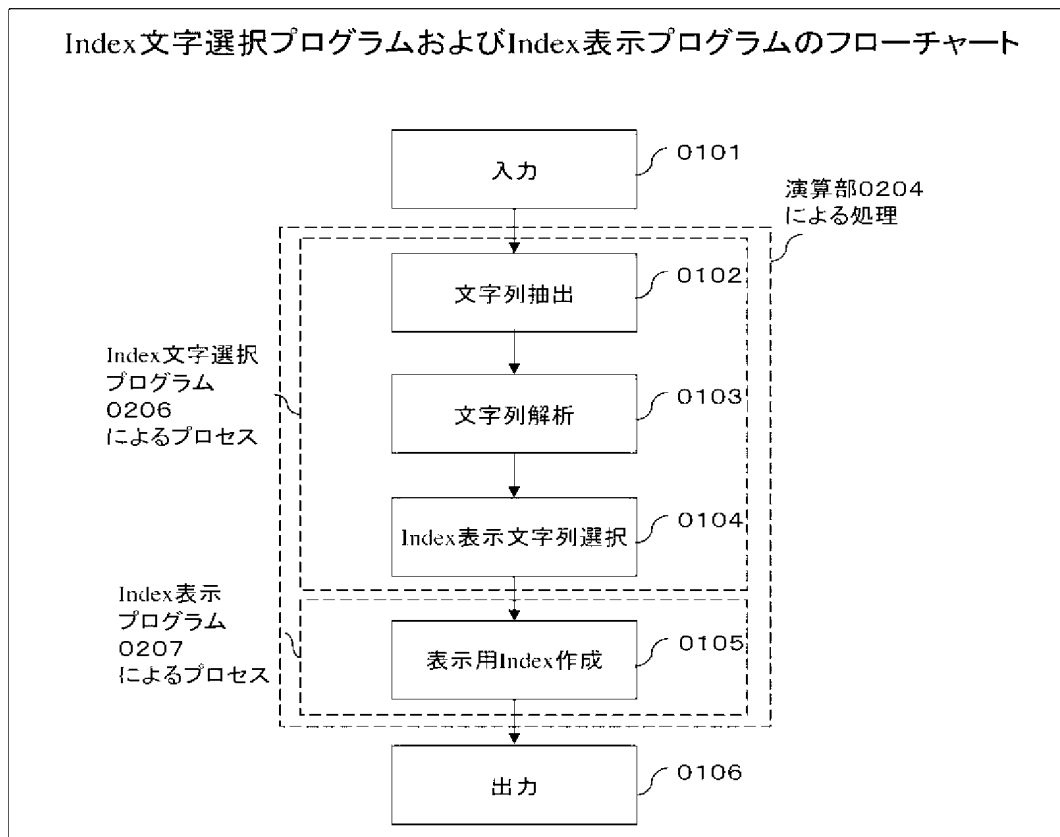 Index文字選択プログラムおよびIndex表示プログラムのフローチャート
入力
0101
演算部0204
による処理
文字列抽出
0102
Index文字選択
プログラム
0206
によるプロセス
文字列解析
0103
Index表示文字列選択
0104
Index表示
プログラム
0207
によるプロセス
表示用Index作成
0105
出力
0106